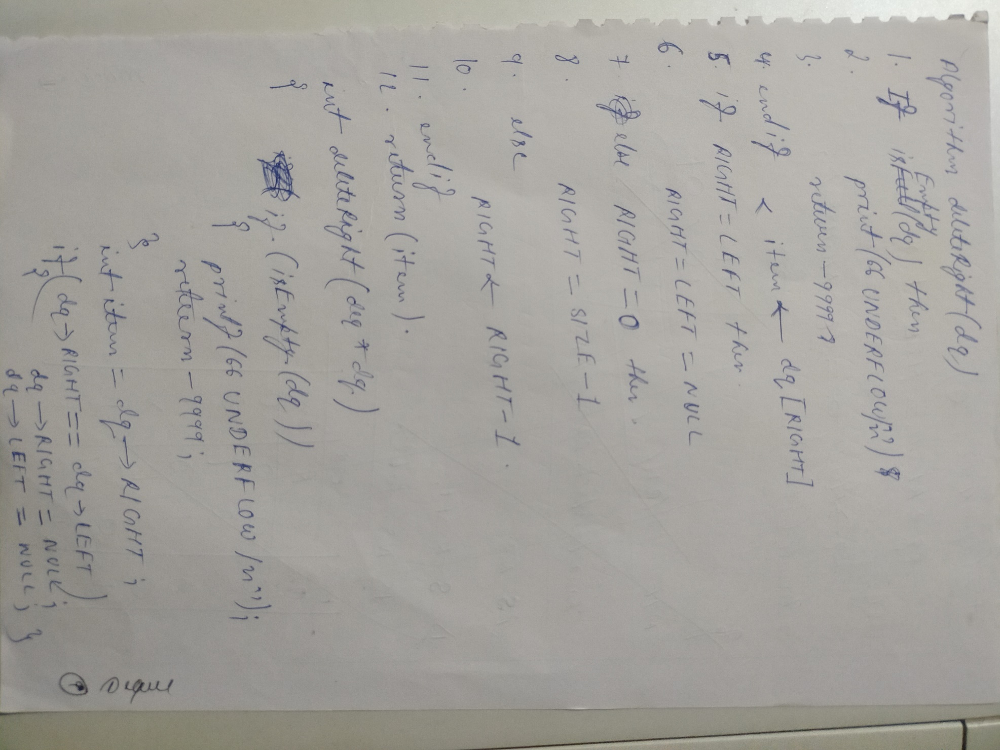 Algorithm deleteRight(dq)
1. If isEmpty(dq) then
2. print("UNDERFLOW\n")
3. return -9999
4. endif < item ← dq[RIGHT]
5. if RIGHT = LEFT then
6. RIGHT = LEFT = NULL
7. else RIGHT = 0 then
8. RIGHT = SIZE - 1
9. else
10. RIGHT ← RIGHT - 1.
11. endif
12. return (item).
int deleteRight(deq *dq)
{ if (isEmpty(dq))
{
printf("UNDERFLOW /n");
return -9999;
}
int item = dq → RIGHT;
if (dq → RIGHT == dq → LEFT)
{ dq → RIGHT = NULL;
dq → LEFT = NULL; }
Deque